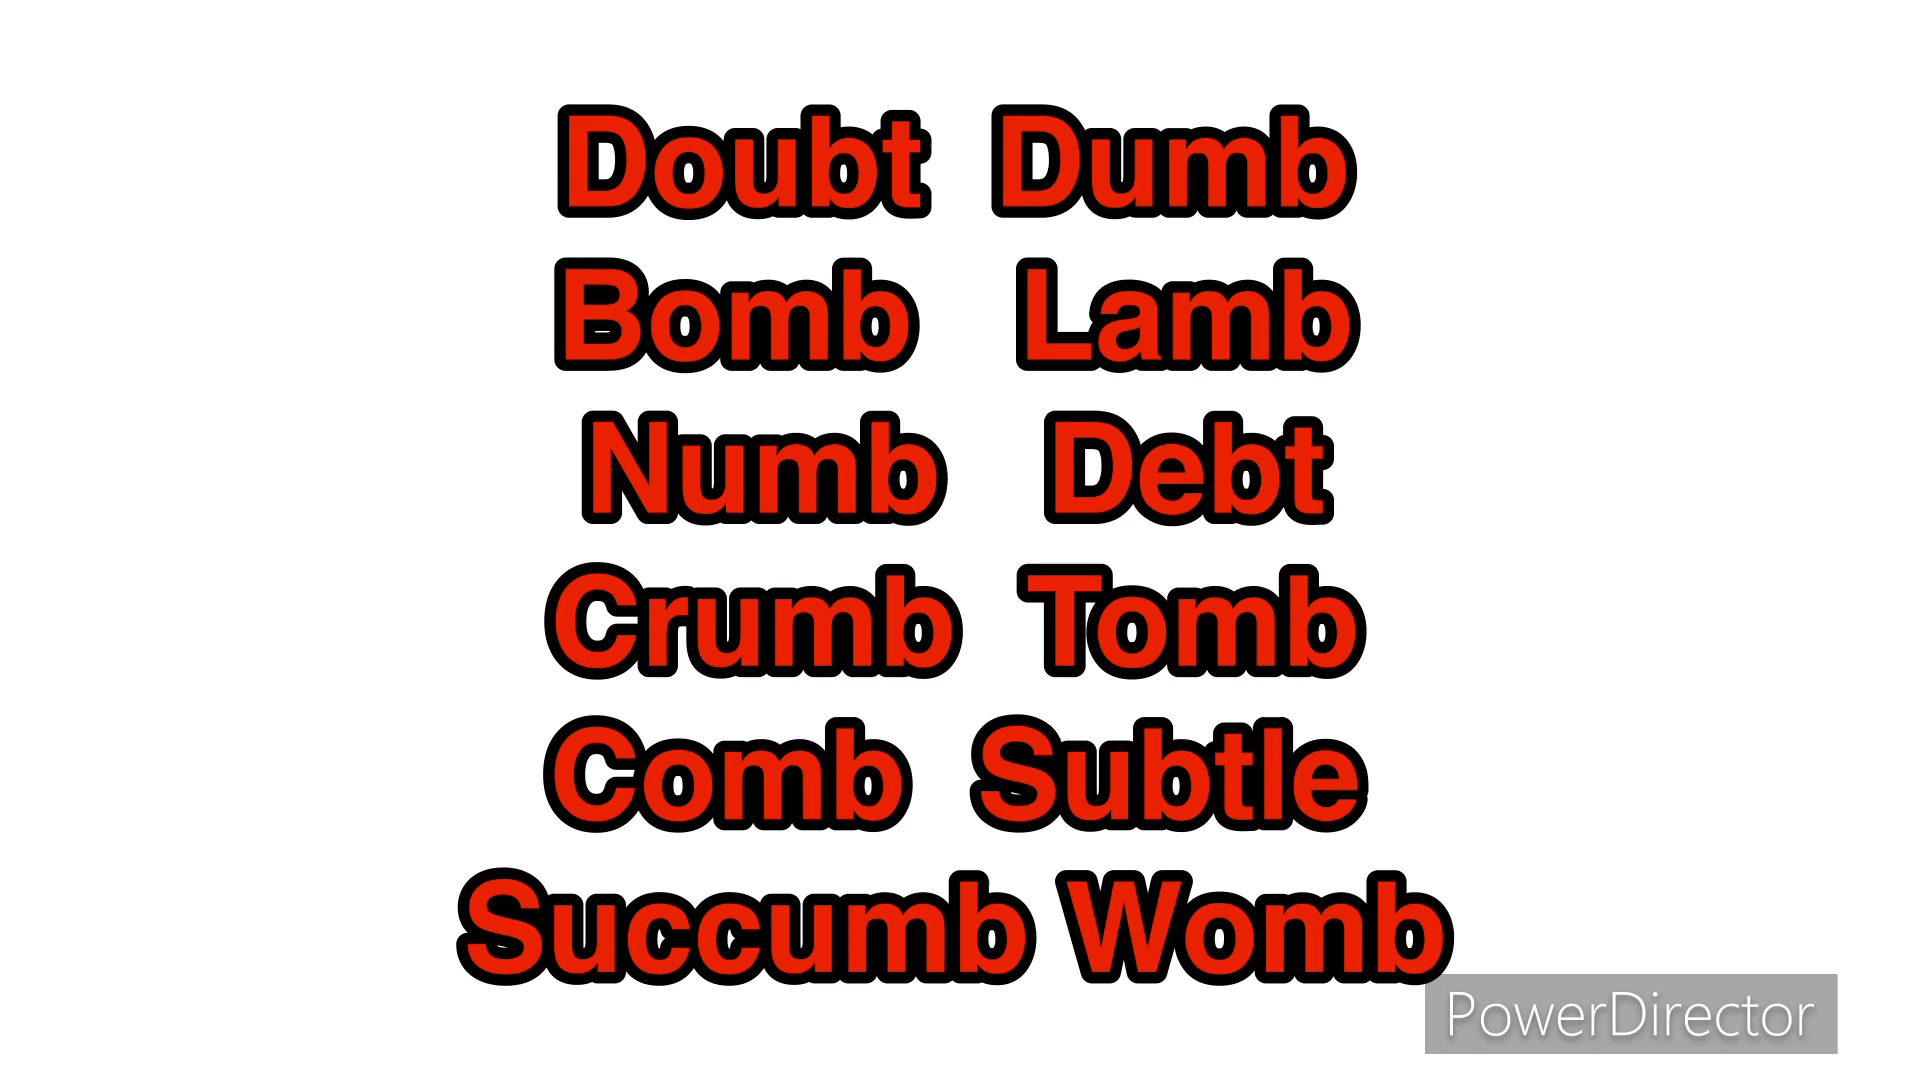 Doubt Dumb
Bomb Lamb
Numb Debt
Crumb Tomb
Comb Subtle
Succumb Womb
PowerDirector